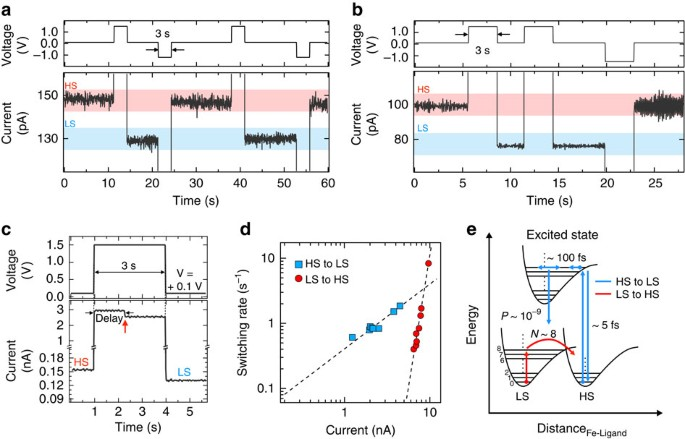 a
Voltage (V)
1.0
0.0
−1.0
3 s
Current (pA)
150
130
HS
LS
0 10 20 30 40 50 60
Time (s)
b
Voltage (V)
1.0
0.0
−1.0
3 s
Current (pA)
100
80
HS
LS
0 5 10 15 20 25
Time (s)
c
Voltage (V)
1.5
1.0
0.5
0.0
3 s
V =
+ 0.1 V
Current (nA)
3
2
1
0.18
0.15
0.12
0.09
Delay
HS
LS
1 2 3 4 5
Time (s)
d
Switching rate (s⁻¹)
10
1
0.1
HS to LS
LS to HS
1 10
Current (nA)
e
Energy
Excited state
~ 100 fs
HS to LS
LS to HS
P ~ 10⁻⁹
N ~ 8
~ 5 fs
8
7
6
2
1
0
LS HS
Distance Fe-Ligand